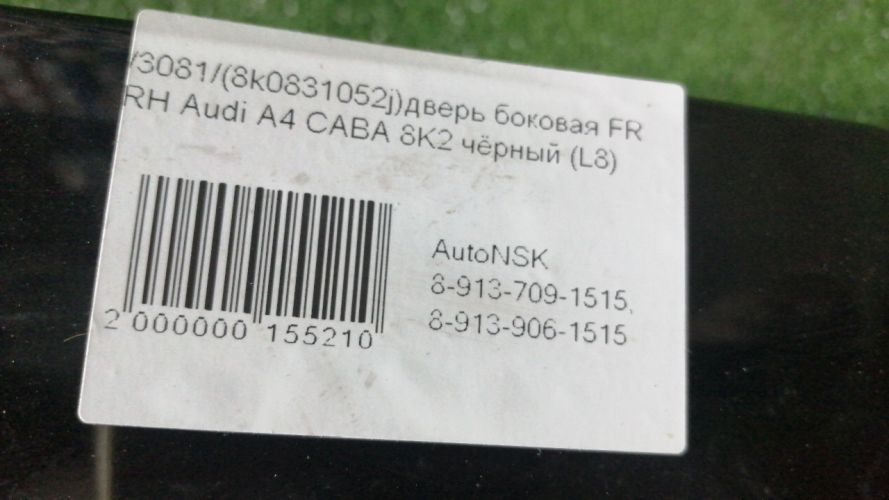 /3081/(8k0831052j)дверь боковая FR
RH Audi A4 CABA 8K2 чёрный (L8)
2 000000 155210
AutoNSK
8-913-709-1515,
8-913-906-1515